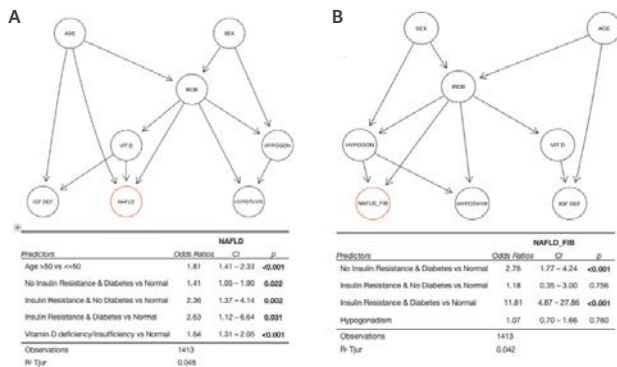 A
AGE
SEX
IRDB
VIT D
HYPOGON
IGF DEF
NAFLD
HYPOTHYR
NAFLD
Predictors Odds Ratios CI p
Age >50 vs <=50 1.81 1.41 – 2.33 <0.001
No Insulin Resistance & Diabetes vs Normal 1.41 1.05 – 1.90 0.022
Insulin Resistance & No Diabetes vs Normal 2.36 1.37 – 4.14 0.002
Insulin Resistance & Diabetes vs Normal 2.63 1.12 – 6.64 0.031
Vitamin D deficiency/insufficiency vs Normal 1.64 1.31 – 2.05 <0.001
Observations 1413
R² Tjur 0.048
B
SEX
AGE
IRDB
HYPOGON
VIT D
NAFLD_FIB
HYPOTHYR
IGF DEF
NAFLD_FIB
Predictors Odds Ratios CI p
No Insulin Resistance & Diabetes vs Normal 2.76 1.77 – 4.24 <0.001
Insulin Resistance & No Diabetes vs Normal 1.18 0.35 – 3.00 0.756
Insulin Resistance & Diabetes vs Normal 11.81 4.87 – 27.86 <0.001
Hypogonadism 1.07 0.70 – 1.66 0.760
Observations 1413
R² Tjur 0.042